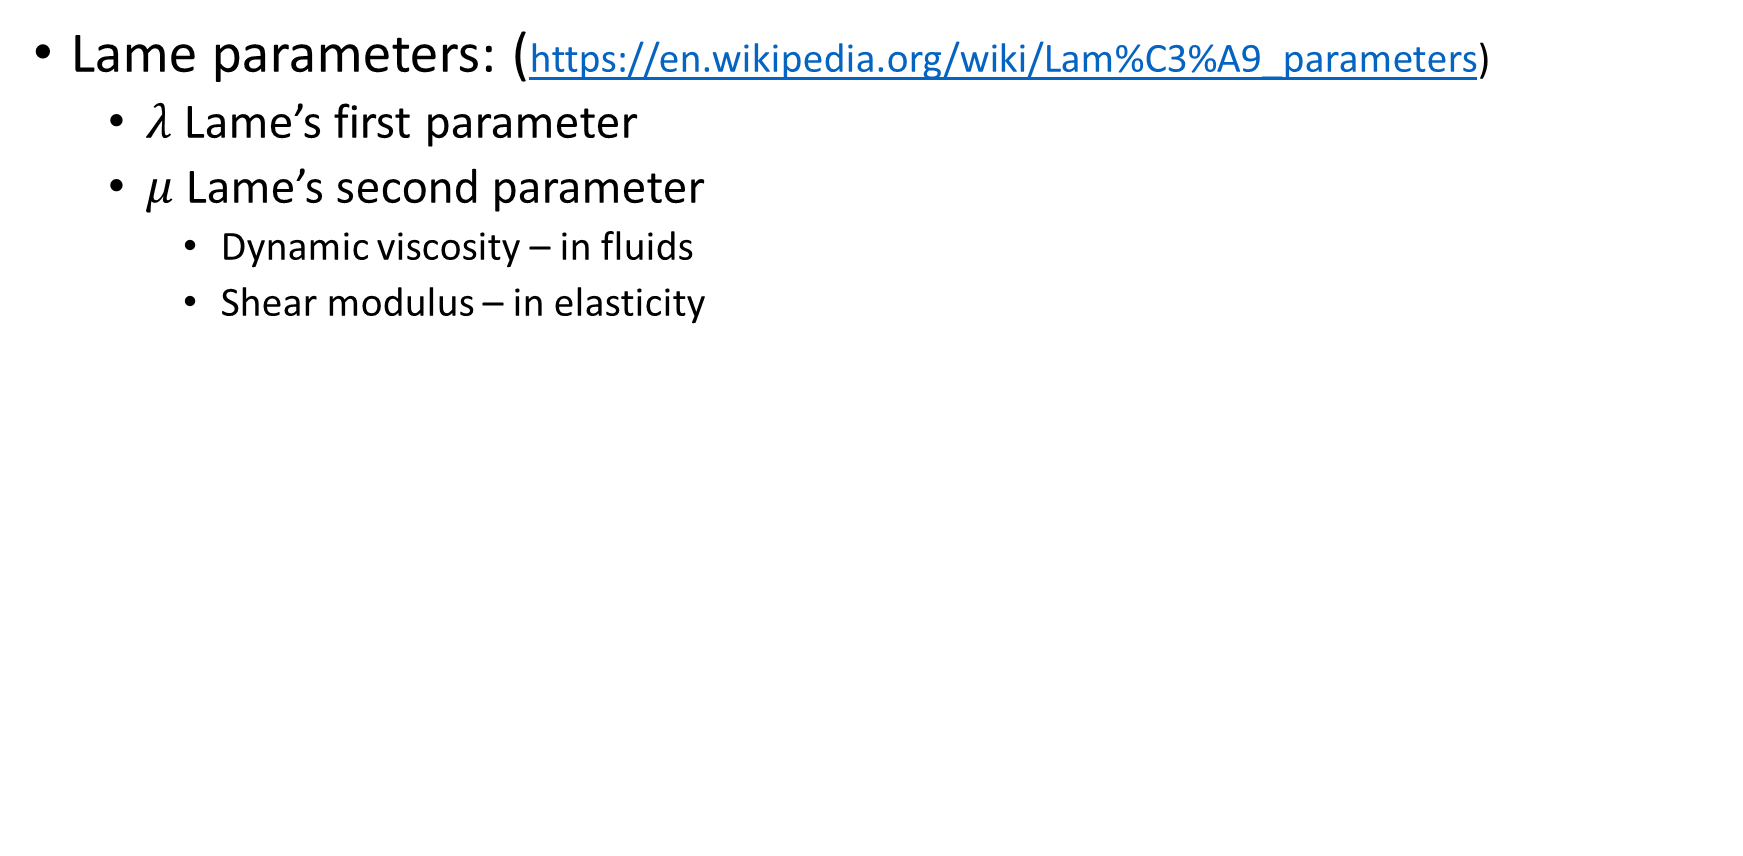 • Lame parameters: (https://en.wikipedia.org/wiki/Lam%C3%A9_parameters)
• 𝜆 Lame’s first parameter
• 𝜇 Lame’s second parameter
• Dynamic viscosity – in fluids
• Shear modulus – in elasticity